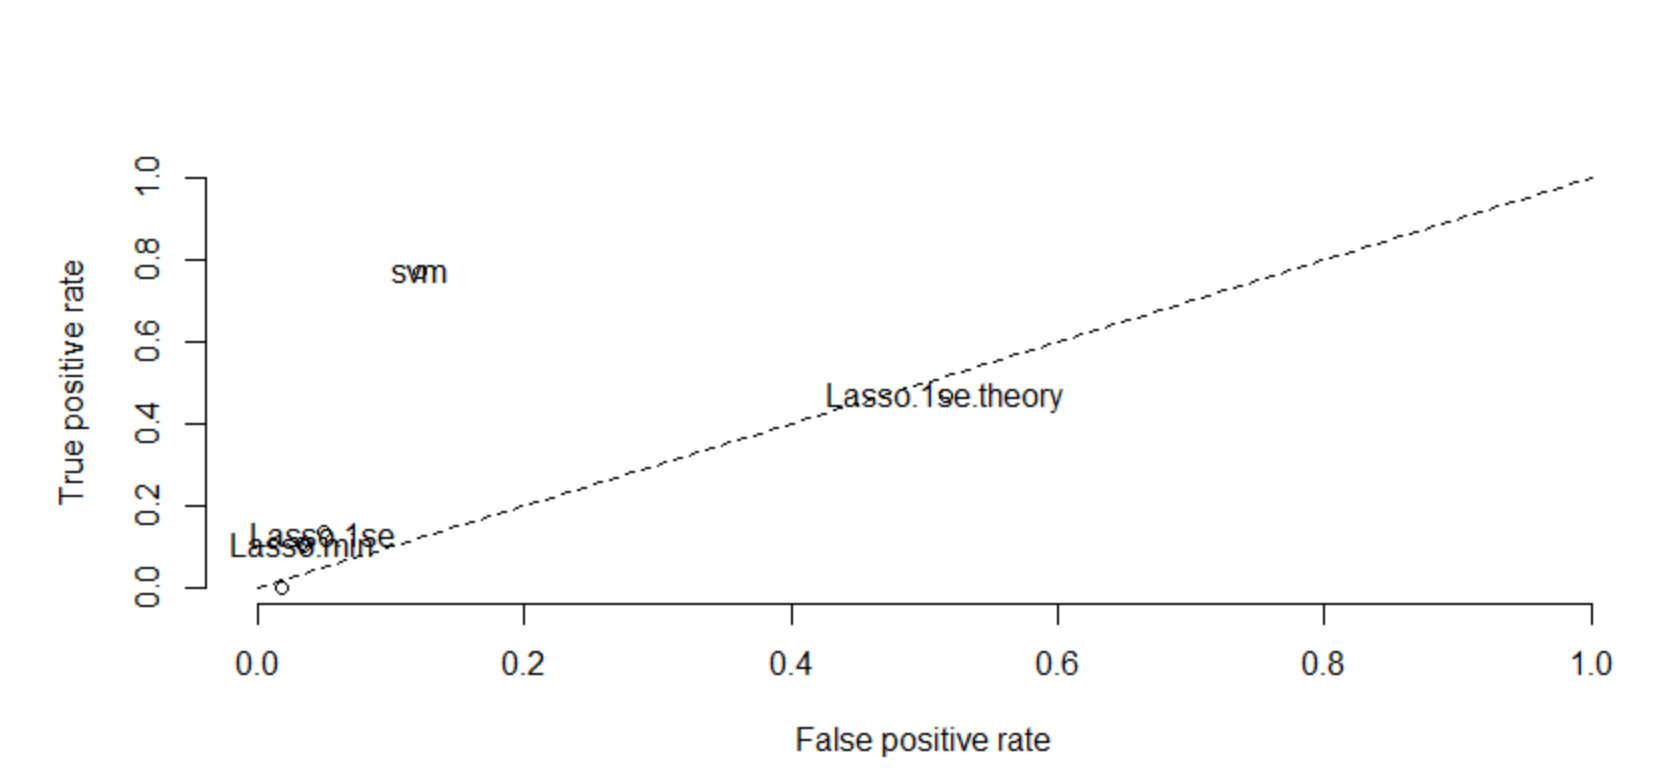 True positive rate
1.0
0.8
0.6
0.4
0.2
0.0
svm
Lasso.1se.theory
Lasso.1se
Lasso.min
0.0 0.2 0.4 0.6 0.8 1.0
False positive rate